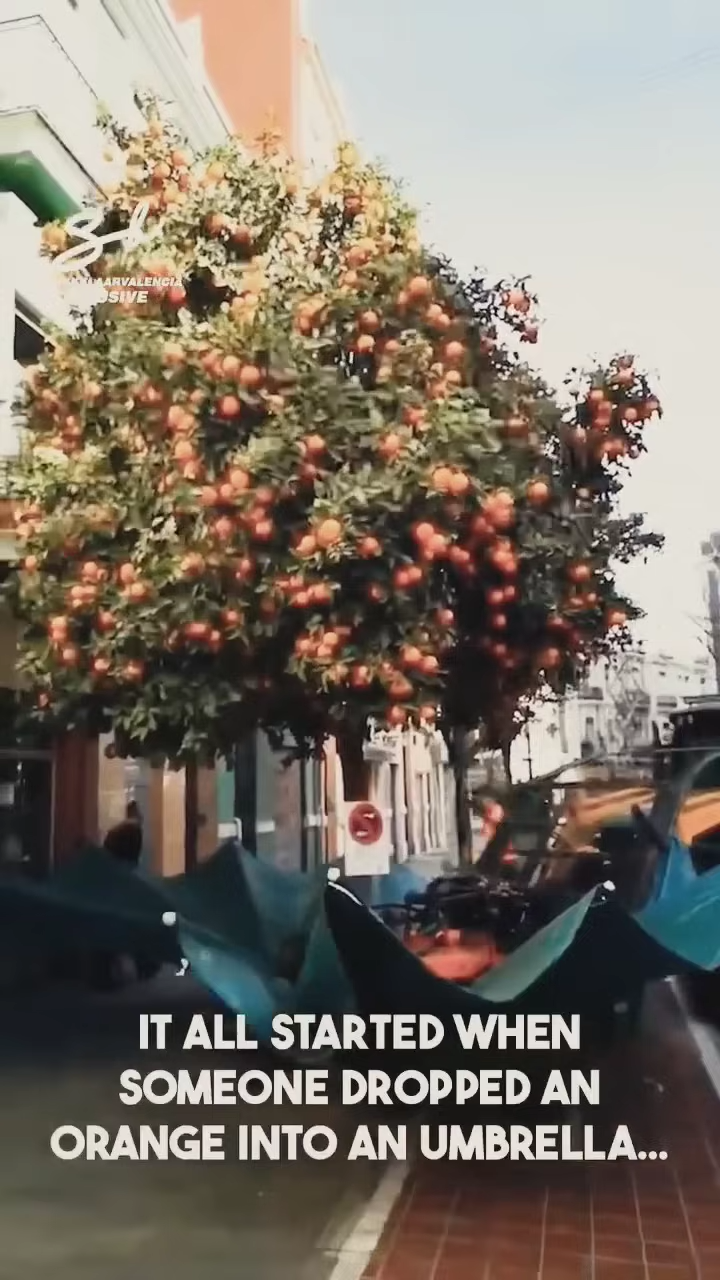 IT ALL STARTED WHEN
SOMEONE DROPPED AN
ORANGE INTO AN UMBRELLA...